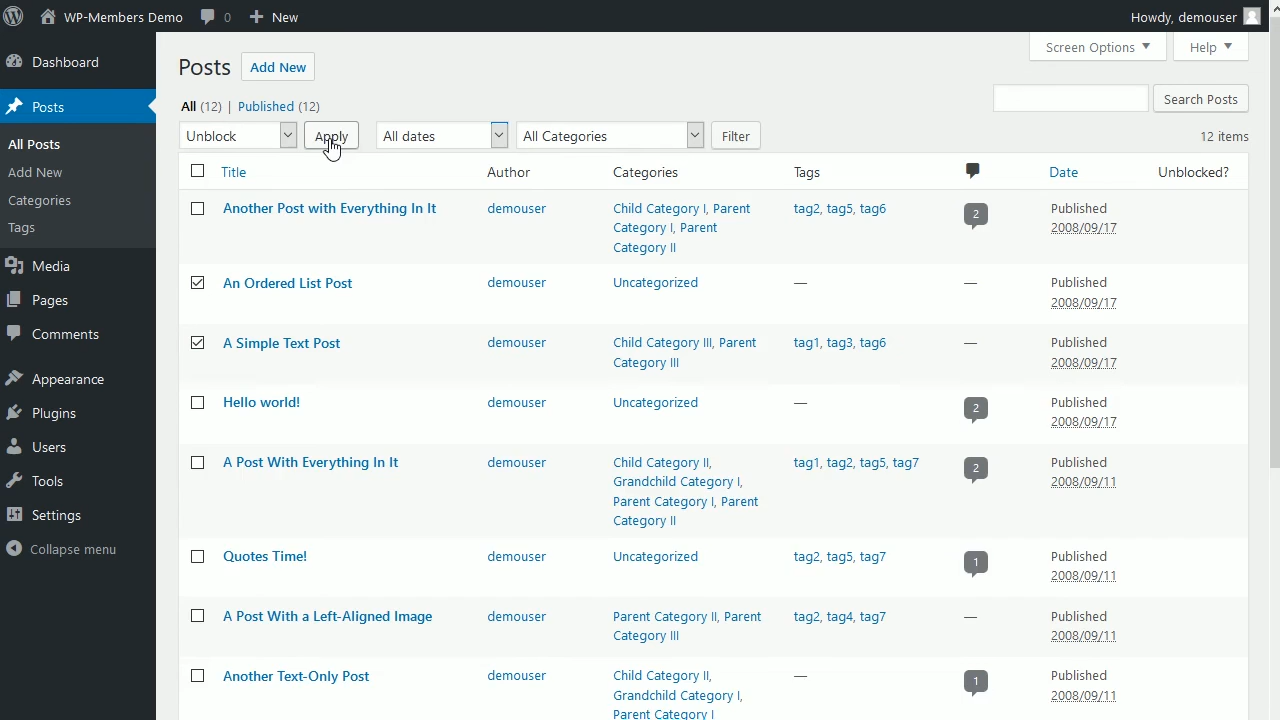 WP-Members Demo 0 New Howdy, demouser
Screen Options Help
Dashboard
Posts
All Posts
Add New
Categories
Tags
Media
Pages
Comments
Appearance
Plugins
Users
Tools
Settings
Collapse menu
Posts Add New
All (12) | Published (12)
Search Posts
Unblock Apply All dates All Categories Filter 12 items
Title Author Categories Tags Date Unblocked?
Another Post with Everything In It demouser Child Category I, Parent tag2, tag5, tag6 2 Published
Category I, Parent 2008/09/17
Category II
An Ordered List Post demouser Uncategorized — — Published
2008/09/17
A Simple Text Post demouser Child Category III, Parent tag1, tag3, tag6 — Published
Category III 2008/09/17
Hello world! demouser Uncategorized — 2 Published
2008/09/17
A Post With Everything In It demouser Child Category II, tag1, tag2, tag5, tag7 2 Published
Grandchild Category I, 2008/09/11
Parent Category I, Parent
Category II
Quotes Time! demouser Uncategorized tag2, tag5, tag7 1 Published
2008/09/11
A Post With a Left-Aligned Image demouser Parent Category II, Parent tag2, tag4, tag7 — Published
Category III 2008/09/11
Another Text-Only Post demouser Child Category II, — 1 Published
Grandchild Category I, 2008/09/11
Parent Category I